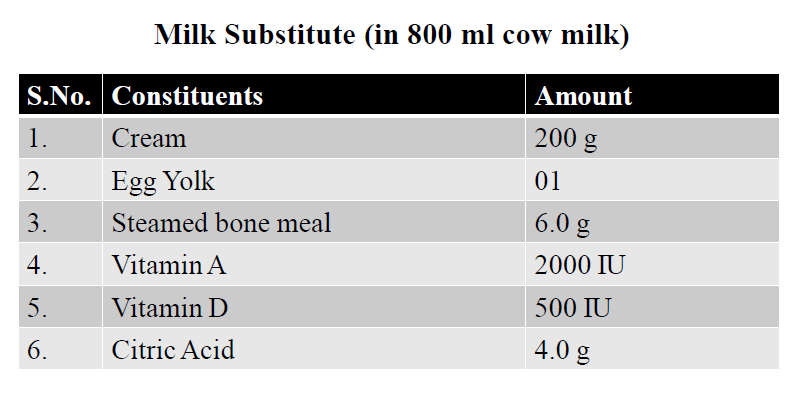 Milk Substitute (in 800 ml cow milk)
S.No. Constituents Amount
1. Cream 200 g
2. Egg Yolk 01
3. Steamed bone meal 6.0 g
4. Vitamin A 2000 IU
5. Vitamin D 500 IU
6. Citric Acid 4.0 g